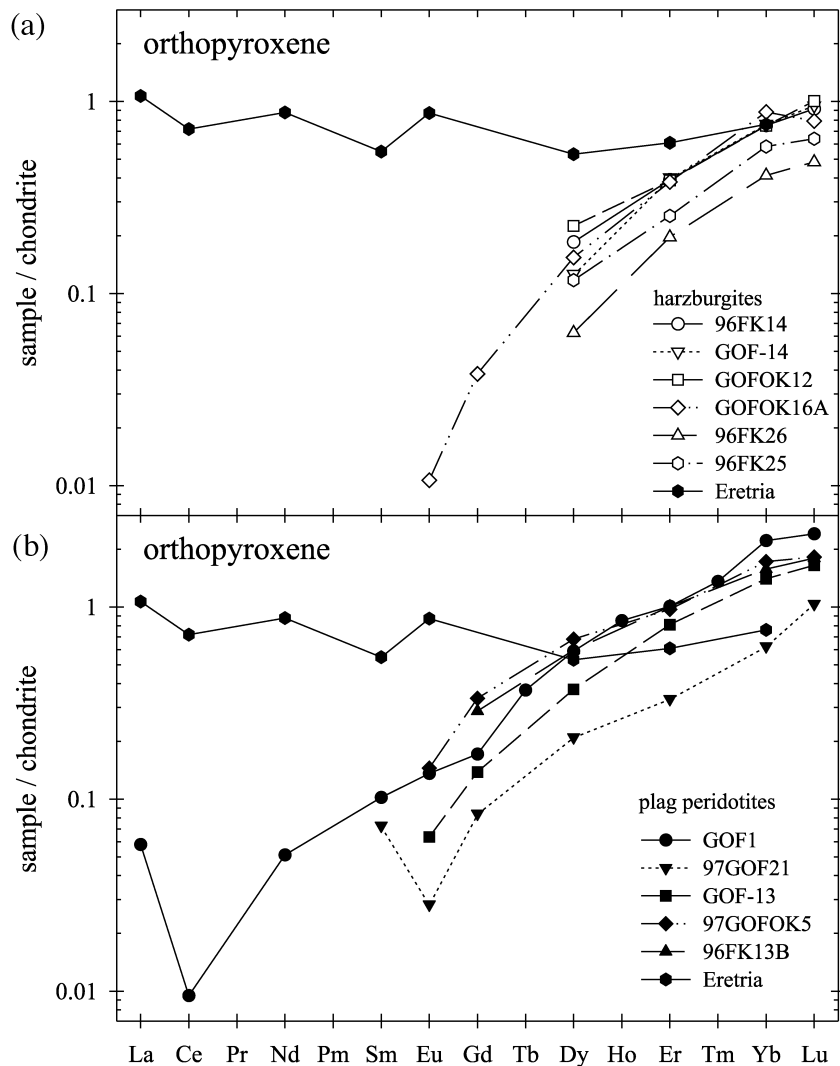 (a)
orthopyroxene
1
0.1
0.01
sample / chondrite
harzburgites
96FK14
GOF-14
GOFOK12
GOFOK16A
96FK26
96FK25
Eretria
(b)
orthopyroxene
1
0.1
0.01
sample / chondrite
plag peridotites
GOF1
97GOF21
GOF-13
97GOFOK5
96FK13B
Eretria
La Ce Pr Nd Pm Sm Eu Gd Tb Dy Ho Er Tm Yb Lu